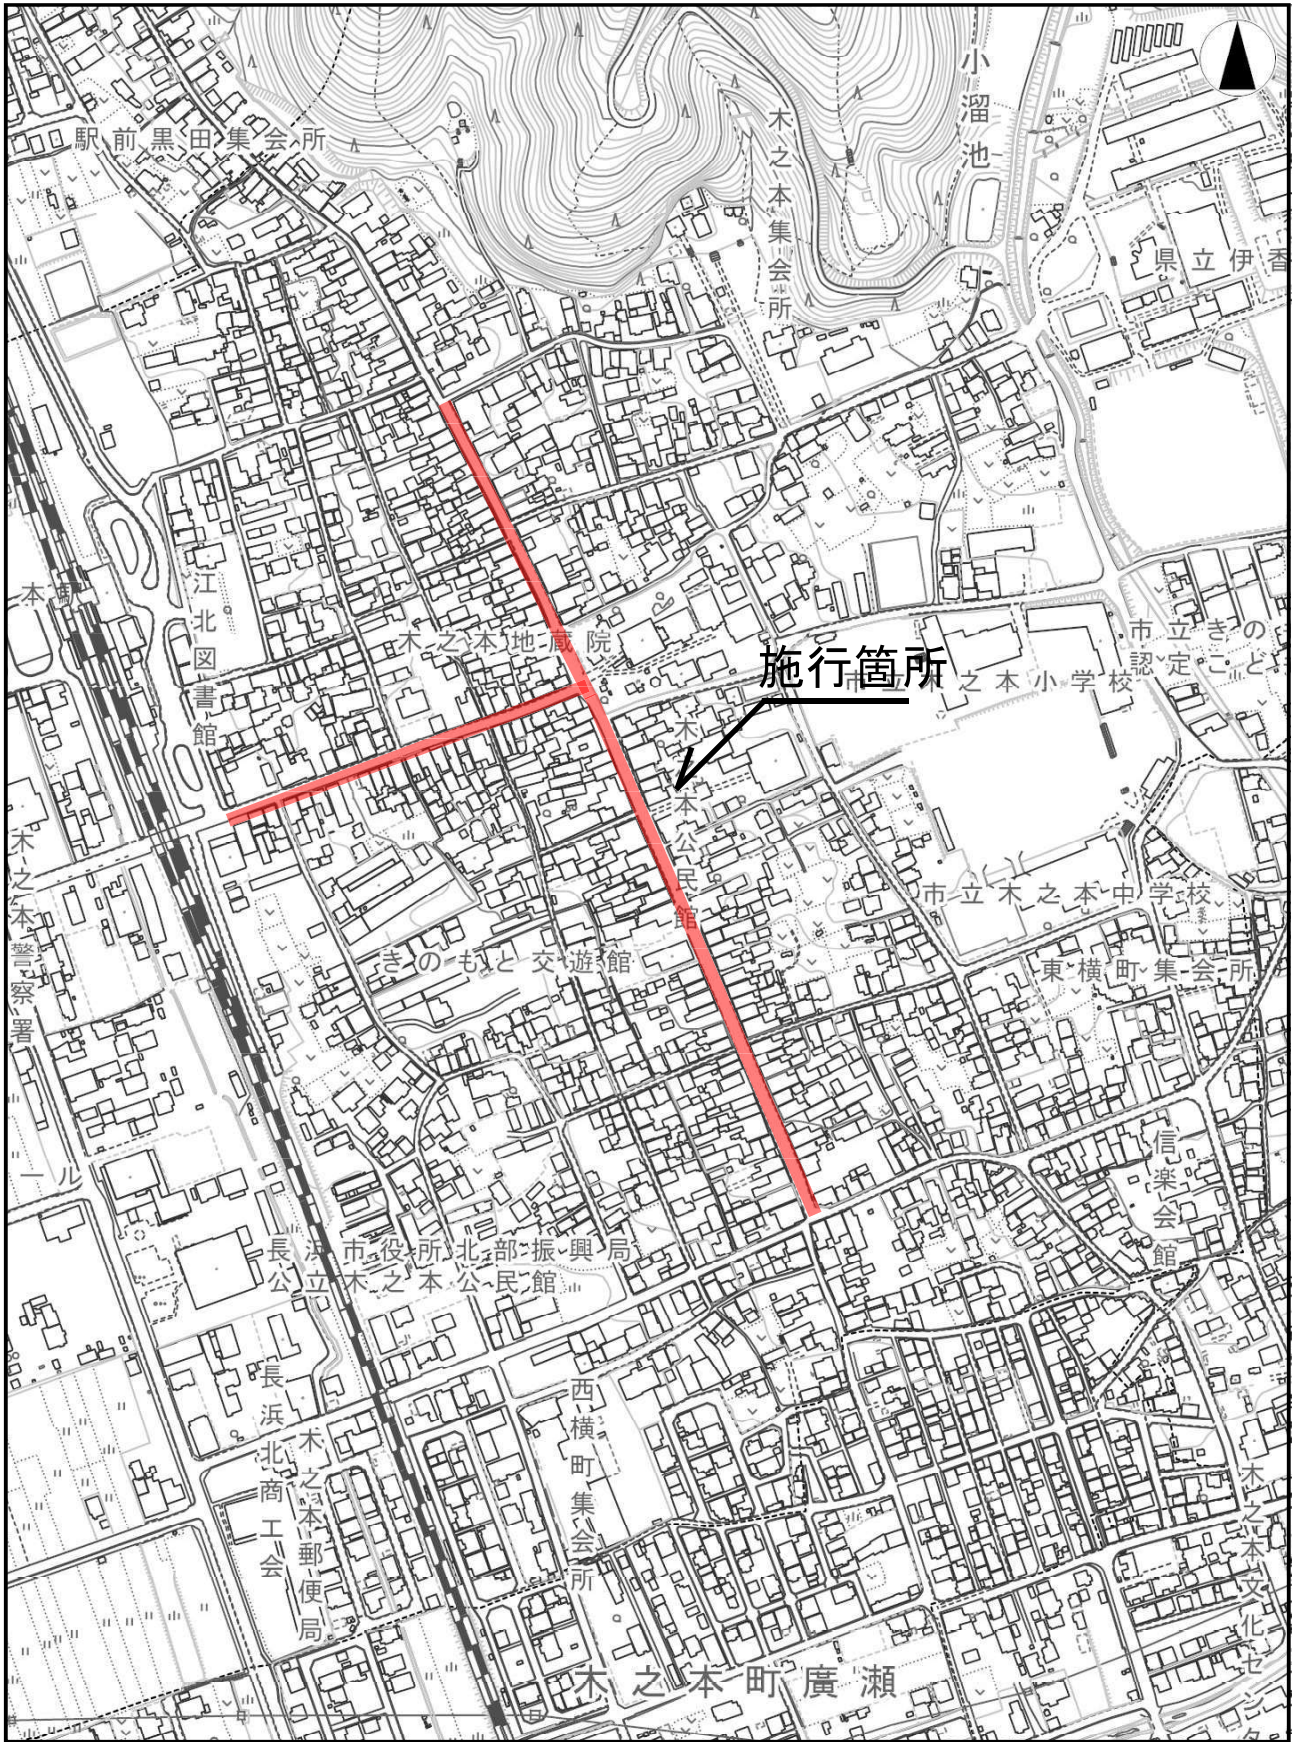 小溜池
駅前黒田集会所
木之本集会所
県立伊香
本駅
江北図書館
木之本地蔵院
市立きの
認定こど
施行箇所
市立木之本小学校
木之本公民館
木之本警察署
市立木之本中学校
きのもと交遊館
東横町集会所
信楽会館
ール
長浜市役所北部振興局
公立木之本公民館
長浜北商工会
木之本郵便局
西横町集会所
木之本文化センタ
木之本町廣瀬